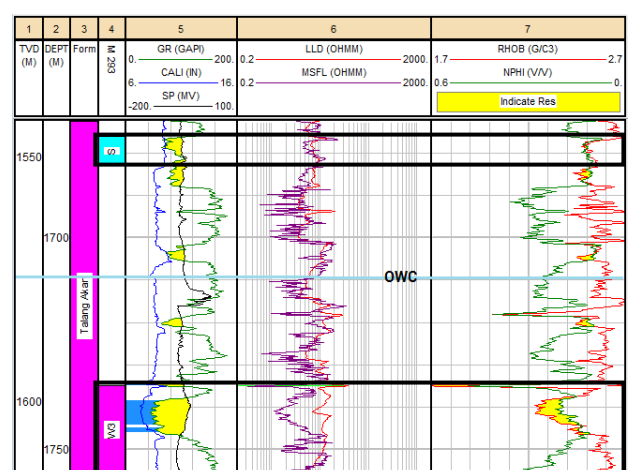 1 2 3 4 5 6 7
TVD (M) DEPT (M) Form M 293
GR (GAPI)
0. 200.
CALI (IN)
6. 16.
SP (MV)
-200. 100.
LLD (OHMM)
0.2 2000.
MSFL (OHMM)
0.2 2000.
RHOB (G/C3)
1.7 2.7
NPHI (V/V)
0.6 0.
Indicate Res
1550
S
1700
OWC
Talang Akar
1600
W3
1750